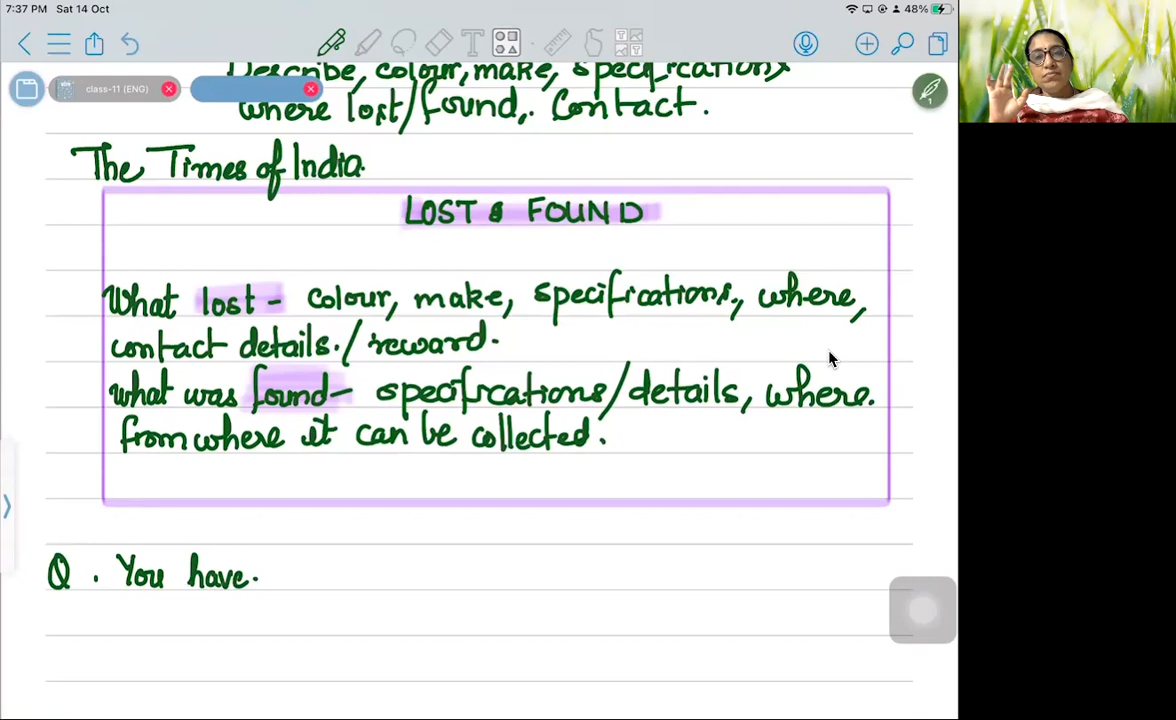 7:37 PM Sat 14 Oct
48%
class-11 (ENG)
1
Describe, colour, make, specifications
where lost/found,. Contact.
The Times of India.
LOST & FOUND
What lost - colour, make, specifications, where,
contact details./reward.
what was found- specifications/details, where.
from where it can be collected.
Q. You have.